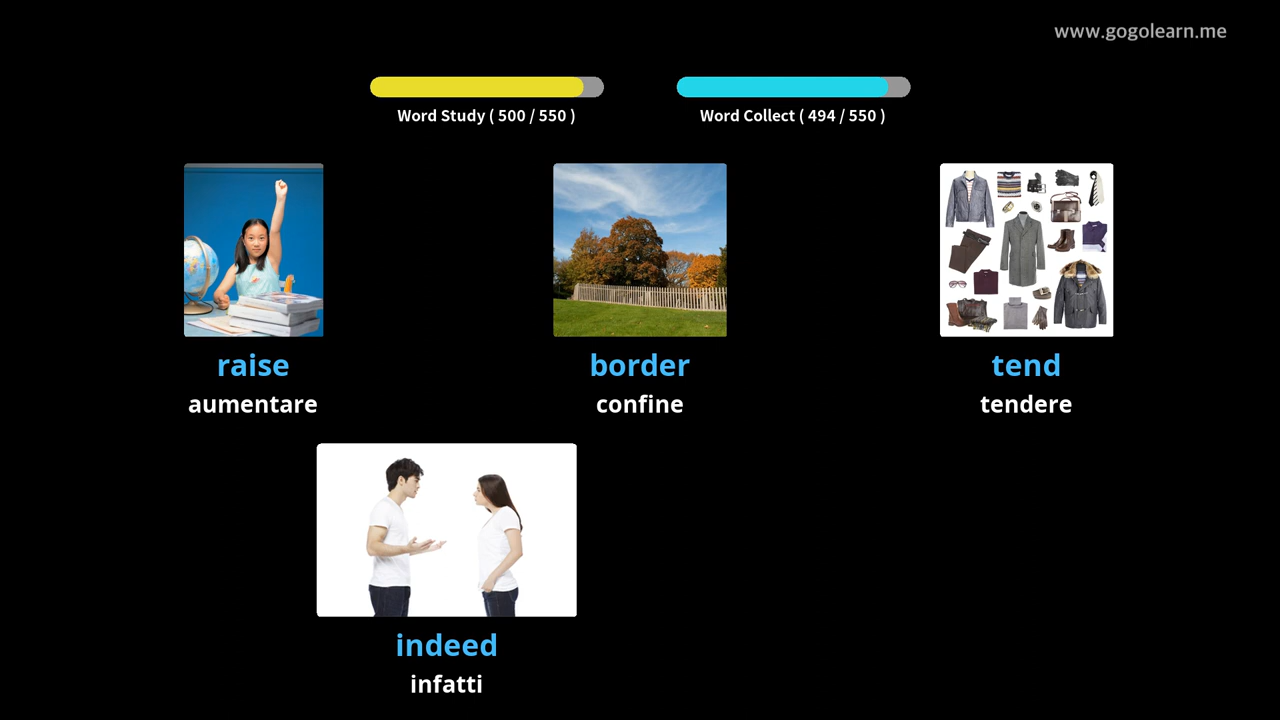 www.gogolearn.me
Word Study ( 500 / 550 )
Word Collect ( 494 / 550 )
raise
aumentare
border
confine
tend
tendere
indeed
infatti